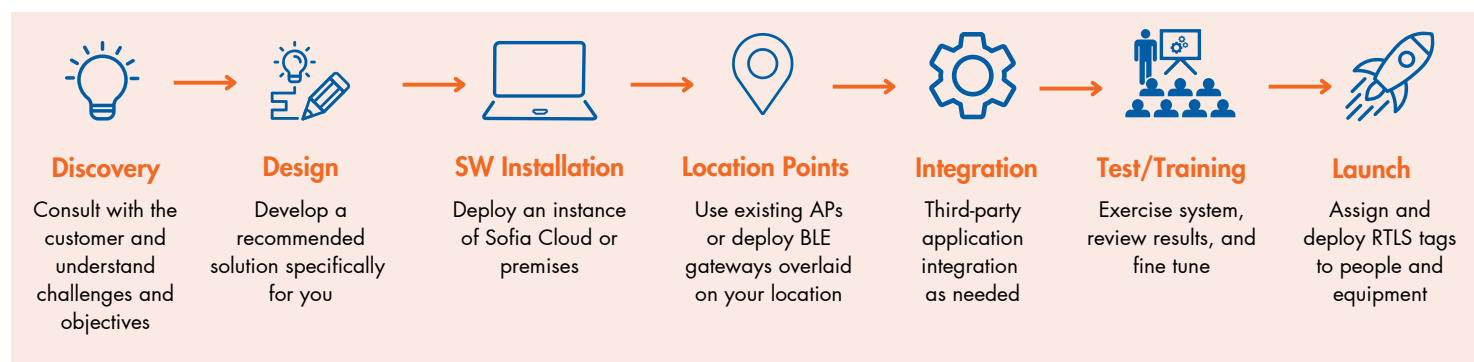 Discovery
Consult with the
customer and
understand
challenges and
objectives
Design
Develop a
recommended
solution specifically
for you
SW Installation
Deploy an instance
of Sofia Cloud or
premises
Location Points
Use existing APs
or deploy BLE
gateways overlaid
on your location
Integration
Third-party
application
integration
as needed
Test/Training
Exercise system,
review results, and
fine tune
Launch
Assign and
deploy RTLS tags
to people and
equipment